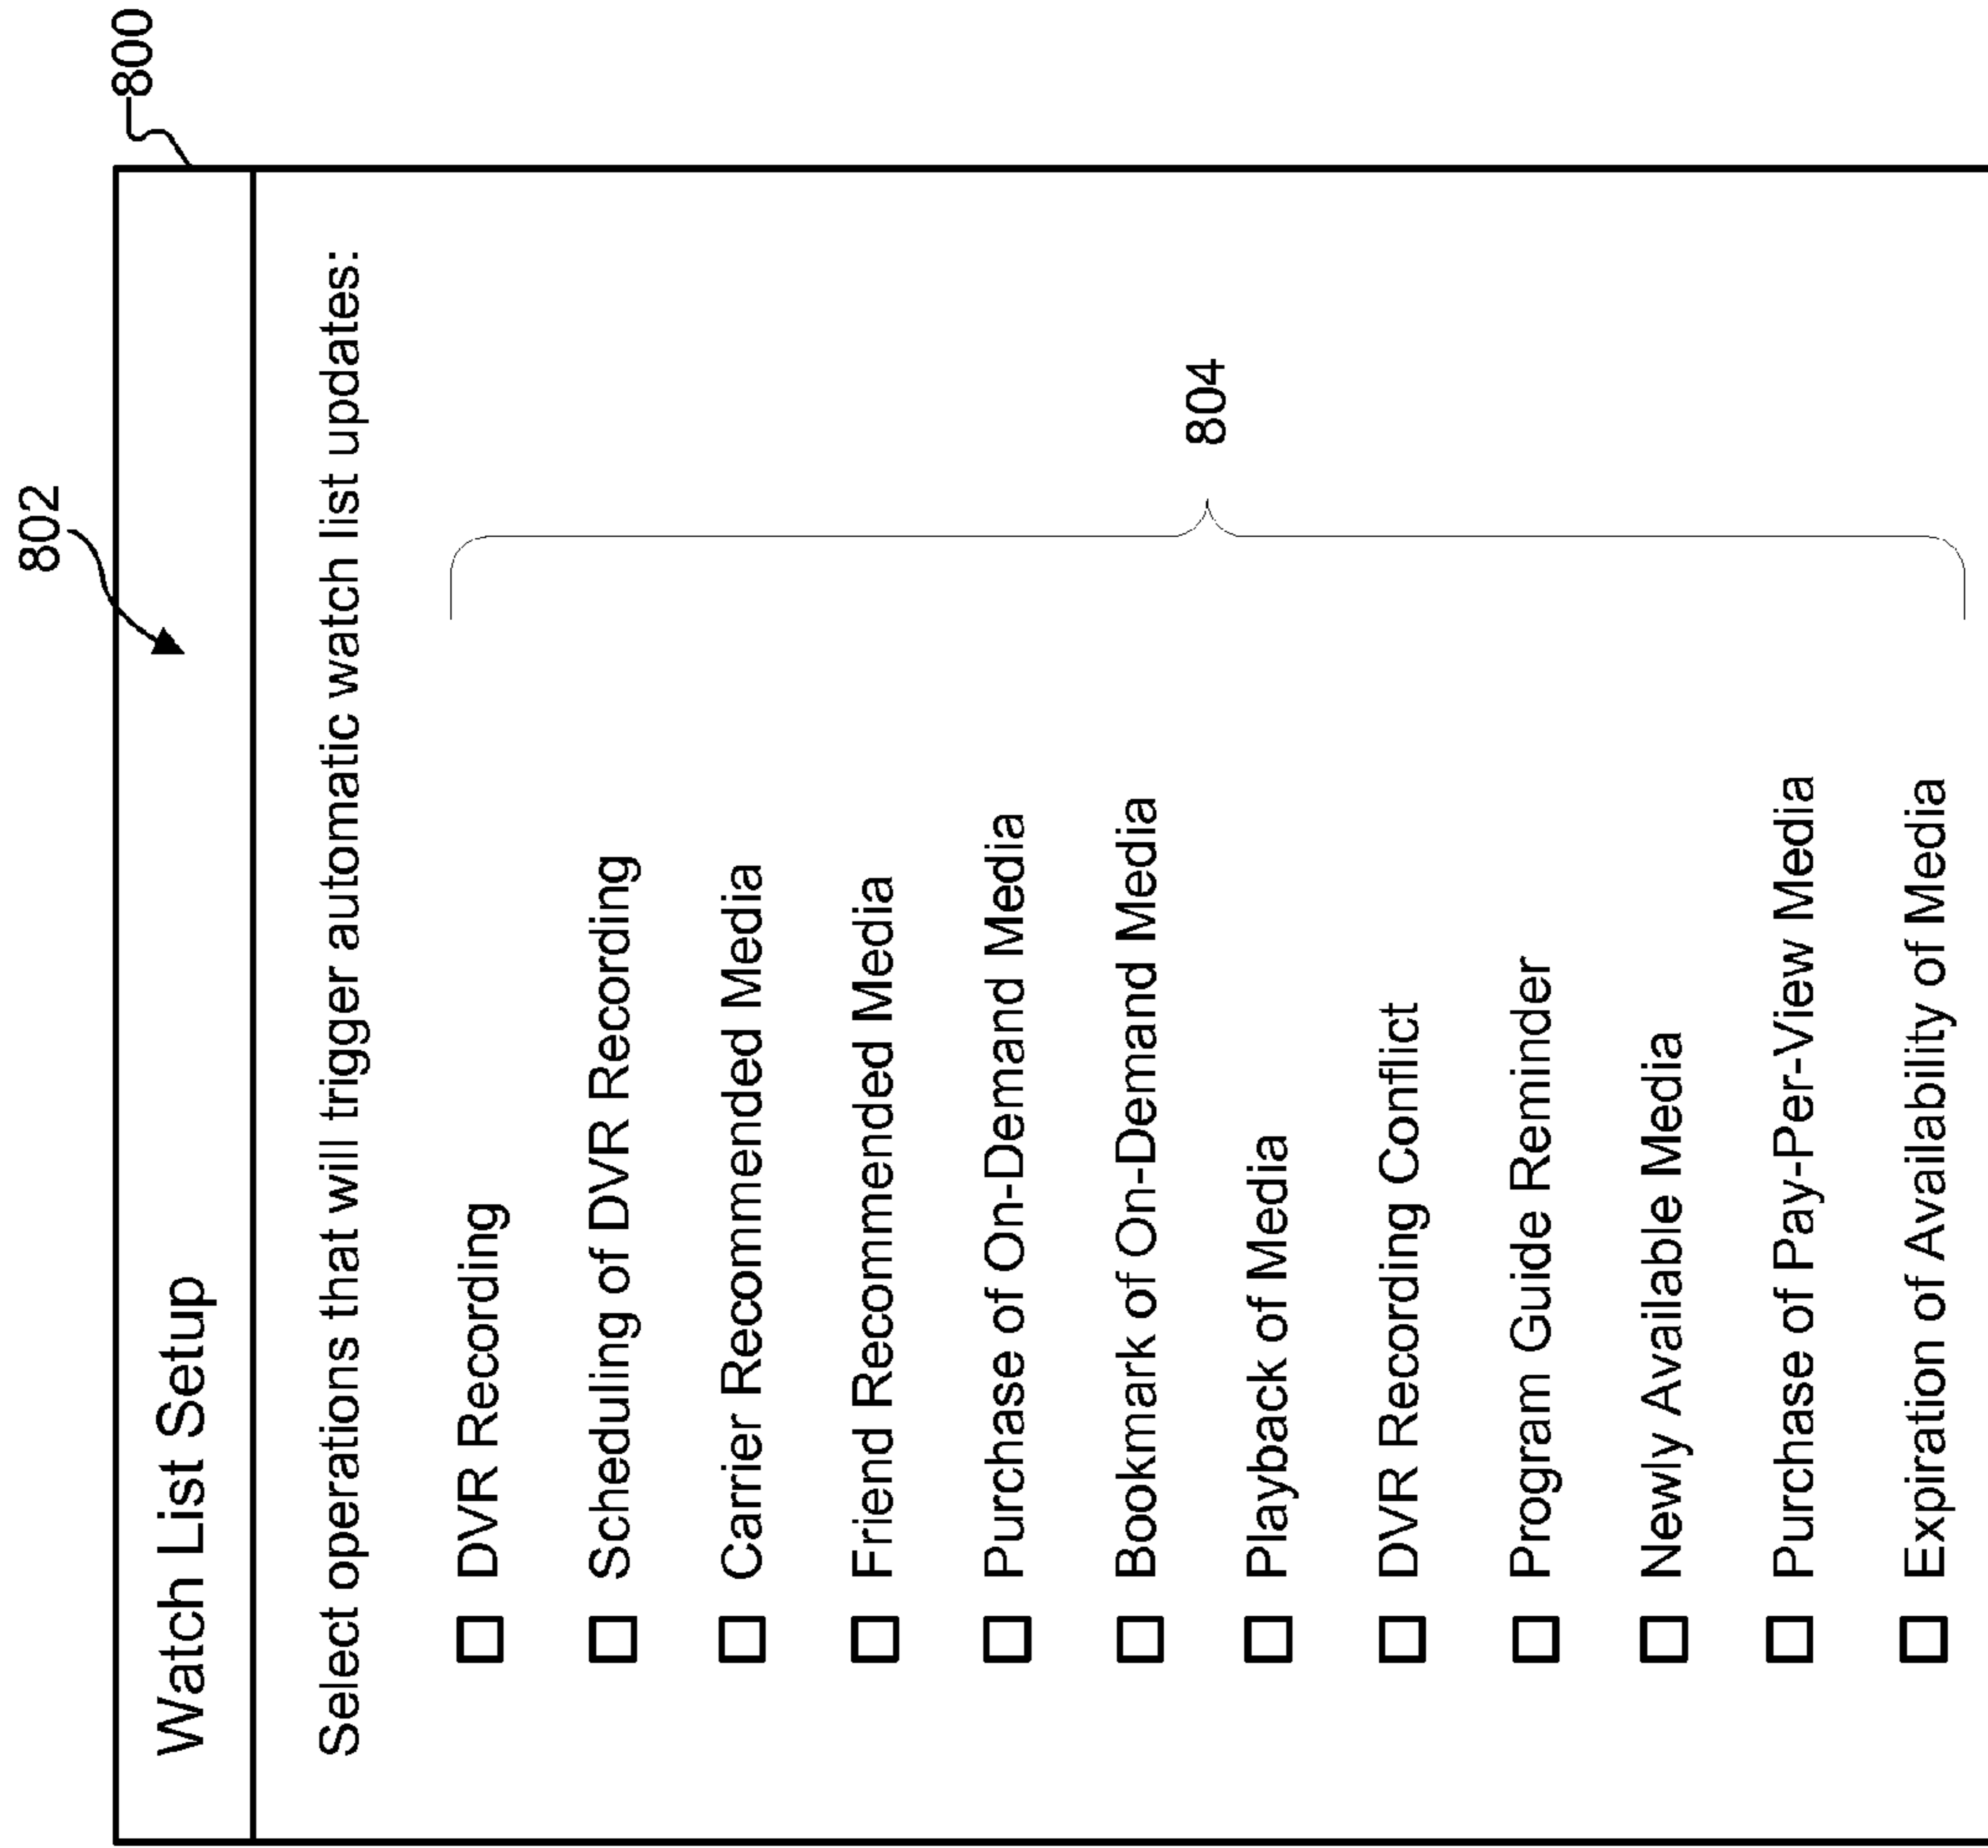 802
800
Watch List Setup
Select operations that will trigger automatic watch list updates:
DVR Recording
Scheduling of DVR Recording
Carrier Recommended Media
Friend Recommended Media
Purchase of On-Demand Media
Bookmark of On-Demand Media
Playback of Media
DVR Recording Conflict
Program Guide Reminder
Newly Available Media
Purchase of Pay-Per-View Media
Expiration of Availability of Media
804